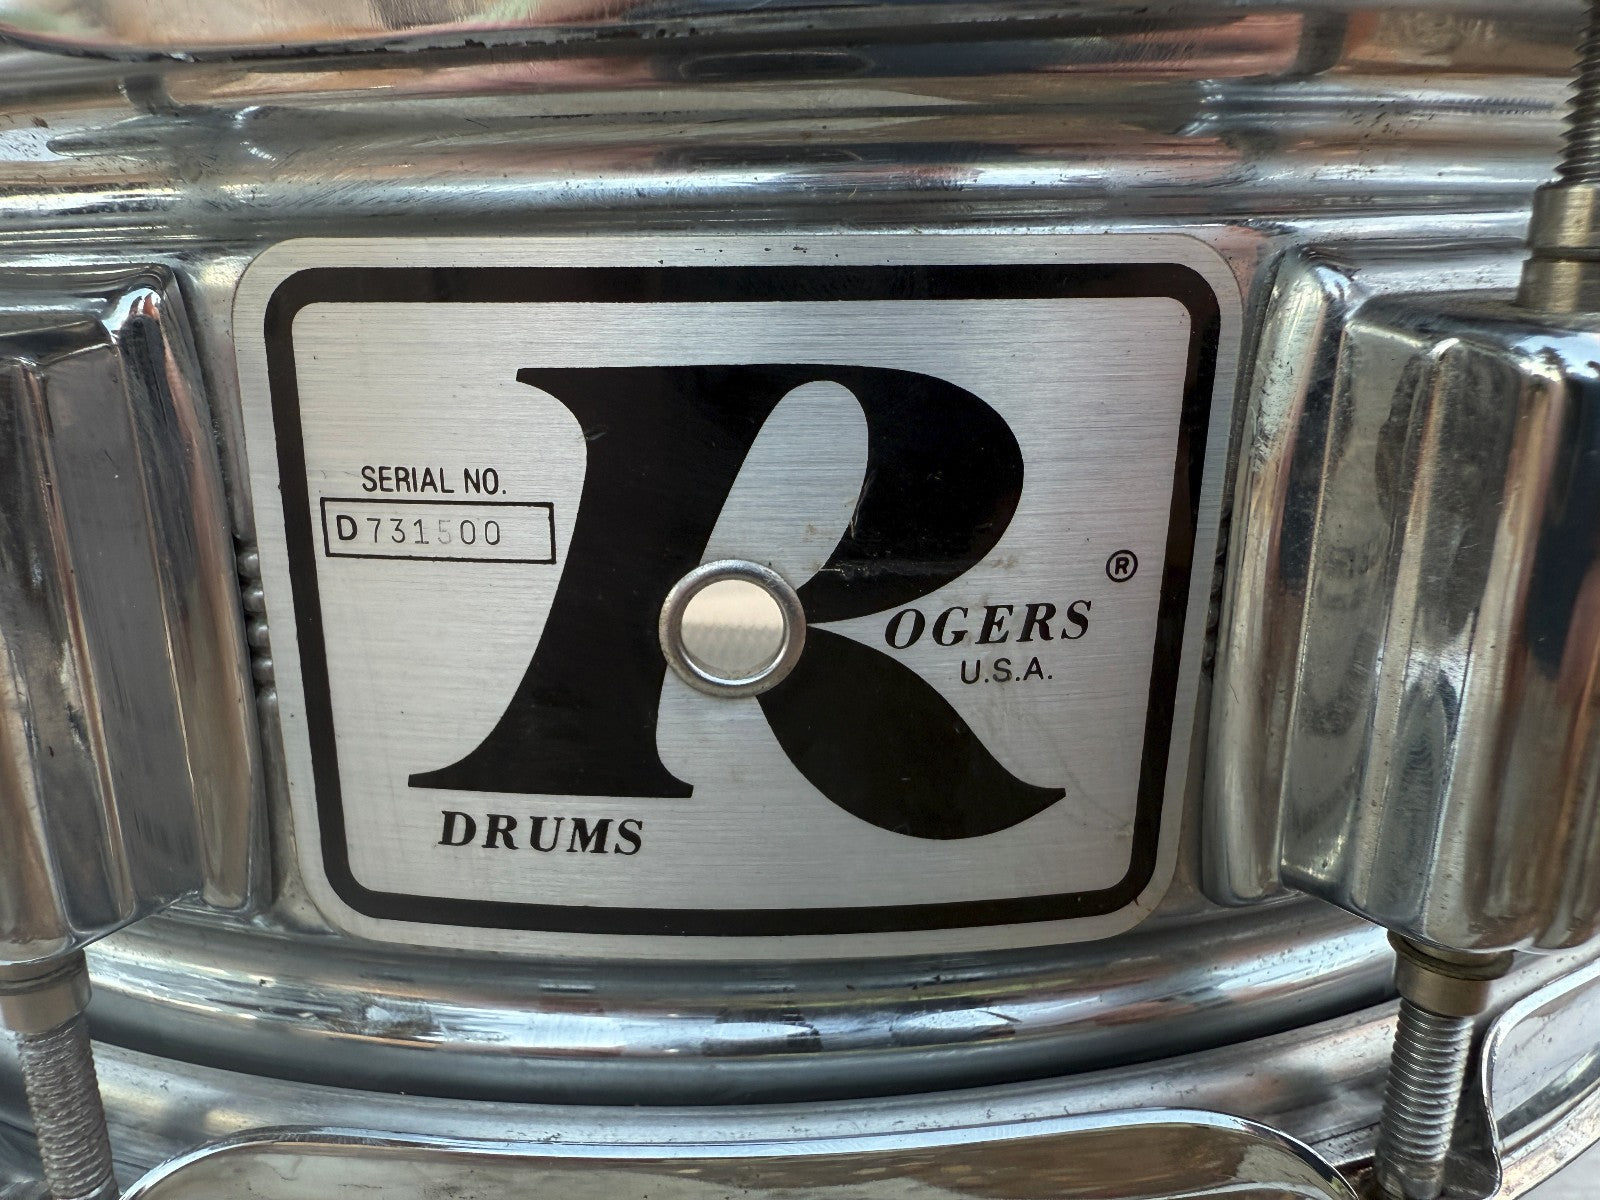 SERIAL NO.
D731500
R
OGERS ®
U.S.A.
DRUMS